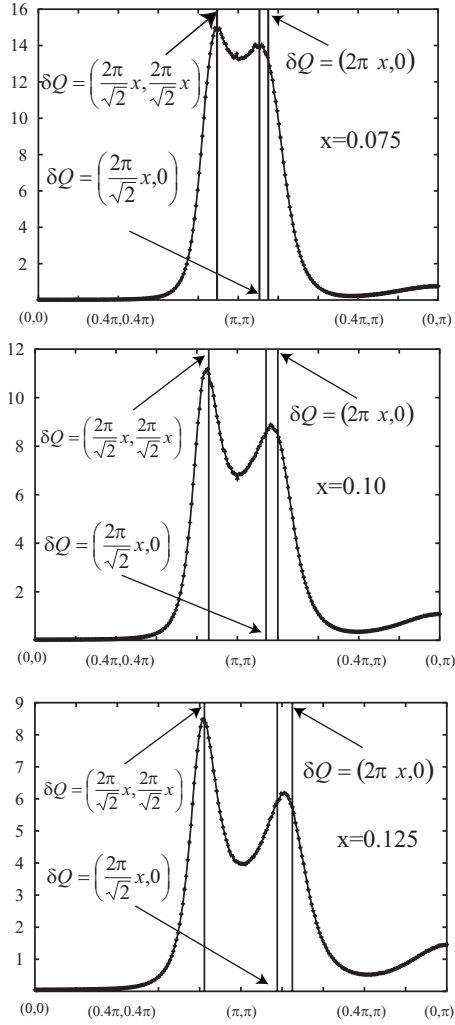 16
14
12
10
8
6
4
2
δQ = (2π/√2 x, 2π/√2 x)
δQ = (2π x,0)
δQ = (2π/√2 x,0)
x=0.075
(0,0) (0.4π,0.4π) (π,π) (0.4π,π) (0,π)
12
10
8
6
4
2
δQ = (2π/√2 x, 2π/√2 x)
δQ = (2π x,0)
δQ = (2π/√2 x,0)
x=0.10
(0,0) (0.4π,0.4π) (π,π) (0.4π,π) (0,π)
9
8
7
6
5
4
3
2
1
δQ = (2π/√2 x, 2π/√2 x)
δQ = (2π x,0)
δQ = (2π/√2 x,0)
x=0.125
(0,0) (0.4π,0.4π) (π,π) (0.4π,π) (0,π)